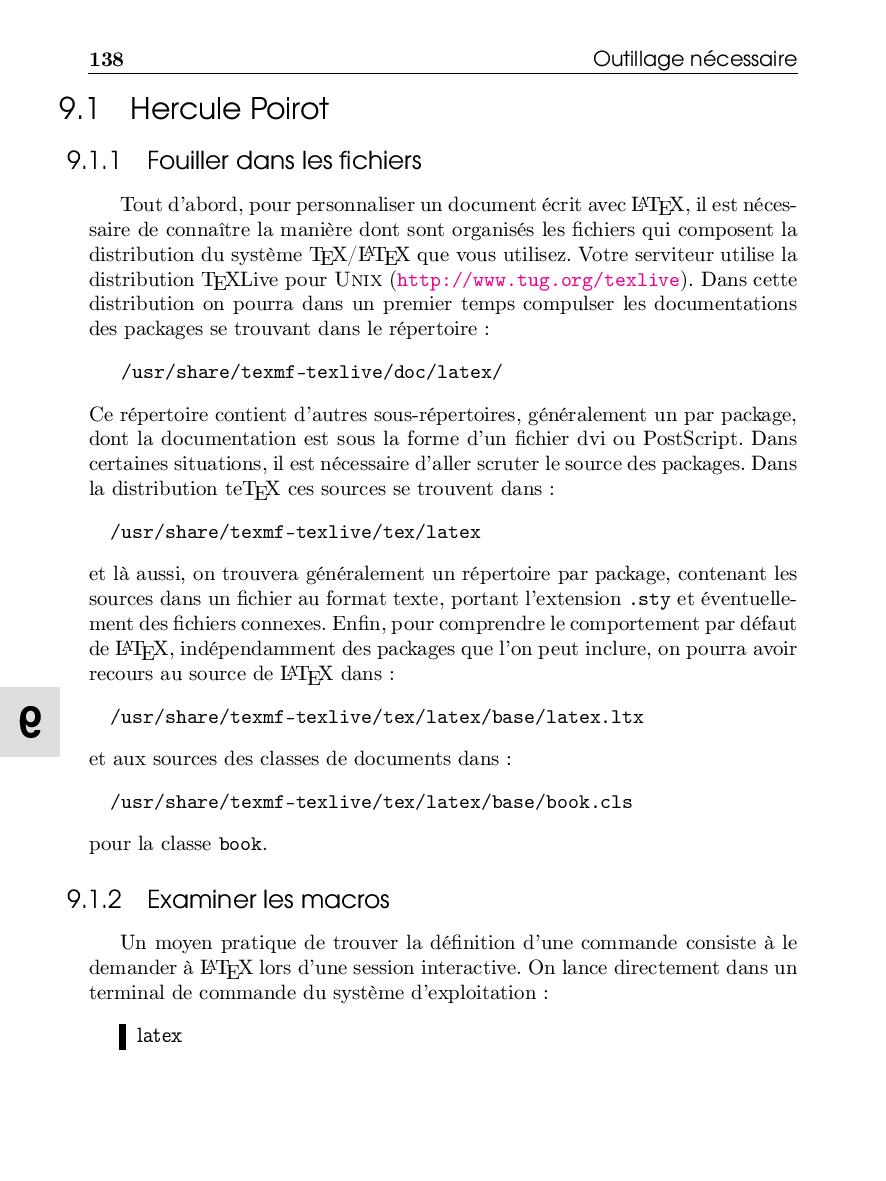 138 Outillage nécessaire
9.1 Hercule Poirot
9.1.1 Fouiller dans les fichiers
Tout d'abord, pour personnaliser un document écrit avec LATEX, il est néces-
saire de connaître la manière dont sont organisés les fichiers qui composent la
distribution du système TEX/LATEX que vous utilisez. Votre serviteur utilise la
distribution TEXLive pour UNIX (http://www.tug.org/texlive). Dans cette
distribution on pourra dans un premier temps compulser les documentations
des packages se trouvant dans le répertoire :
/usr/share/texmf-texlive/doc/latex/
Ce répertoire contient d'autres sous-répertoires, généralement un par package,
dont la documentation est sous la forme d'un fichier dvi ou PostScript. Dans
certaines situations, il est nécessaire d'aller scruter le source des packages. Dans
la distribution teTEX ces sources se trouvent dans :
/usr/share/texmf-texlive/tex/latex
et là aussi, on trouvera généralement un répertoire par package, contenant les
sources dans un fichier au format texte, portant l'extension .sty et éventuelle-
ment des fichiers connexes. Enfin, pour comprendre le comportement par défaut
de LATEX, indépendamment des packages que l'on peut inclure, on pourra avoir
recours au source de LATEX dans :
/usr/share/texmf-texlive/tex/latex/base/latex.ltx
9
et aux sources des classes de documents dans :
/usr/share/texmf-texlive/tex/latex/base/book.cls
pour la classe book.
9.1.2 Examiner les macros
Un moyen pratique de trouver la définition d'une commande consiste à le
demander à LATEX lors d'une session interactive. On lance directement dans un
terminal de commande du système d'exploitation :
latex